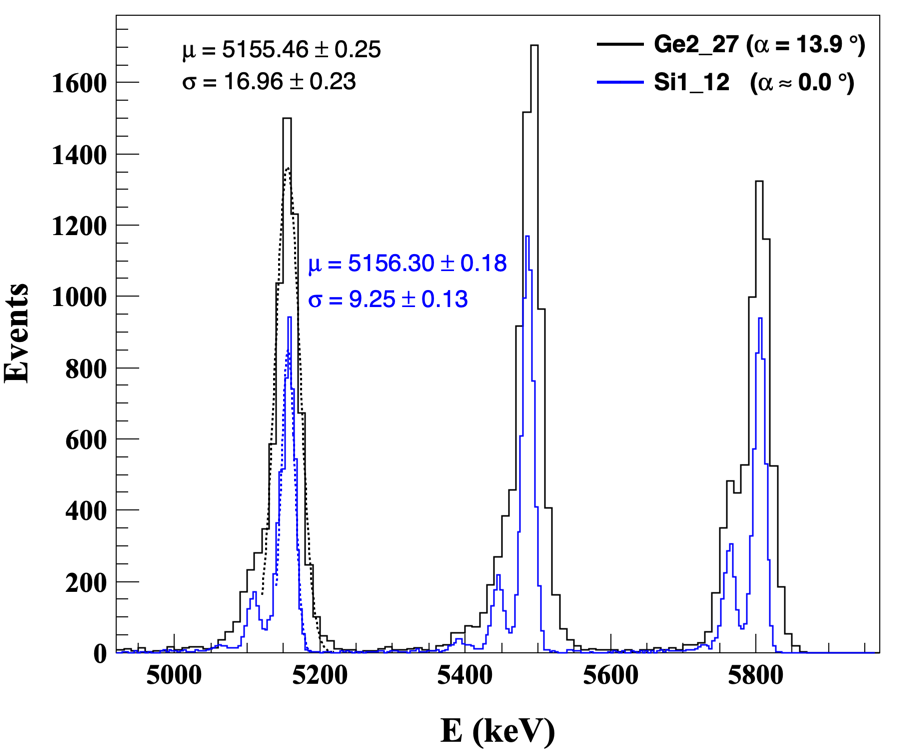 μ = 5155.46 ± 0.25
σ = 16.96 ± 0.23
Ge2_27 (α = 13.9 °)
Si1_12 (α ≈ 0.0 °)
μ = 5156.30 ± 0.18
σ = 9.25 ± 0.13
Events
1600
1400
1200
1000
800
600
400
200
0
5000 5200 5400 5600 5800
E (keV)